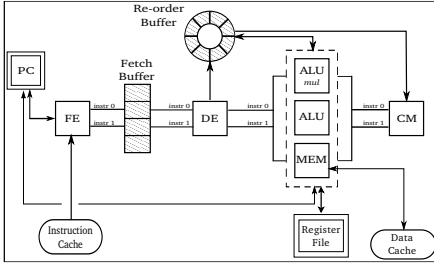 Re-order
Buffer
PC
Fetch
Buffer
ALU
mul
instr 0
instr 0
instr 0
FE
DE
ALU
CM
instr 1
instr 1
instr 1
MEM
Instruction
Cache
Register
File
Data
Cache